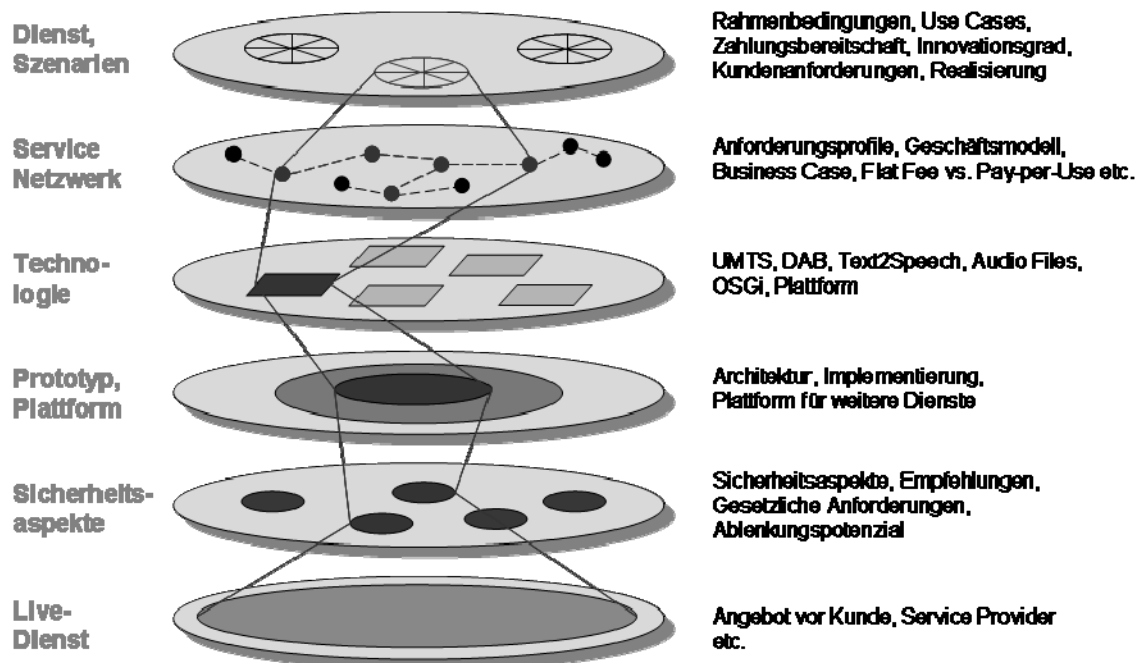 Dienst,
Szenarien
Rahmenbedingungen, Use Cases,
Zahlungsbereitschaft, Innovationsgrad,
Kundenanforderungen, Realisierung
Service
Netzwerk
Anforderungsprofile, Geschäftsmodell,
Business Case, Flat Fee vs. Pay-per-Use etc.
Techno-
logie
UMTS, DAB, Text2Speech, Audio Files,
OSGi, Plattform
Prototyp,
Plattform
Architektur, Implementierung,
Plattform für weitere Dienste
Sicherheits-
aspekte
Sicherheitsaspekte, Empfehlungen,
Gesetzliche Anforderungen,
Ablenkungspotenzial
Live-
Dienst
Angebot vor Kunde, Service Provider
etc.